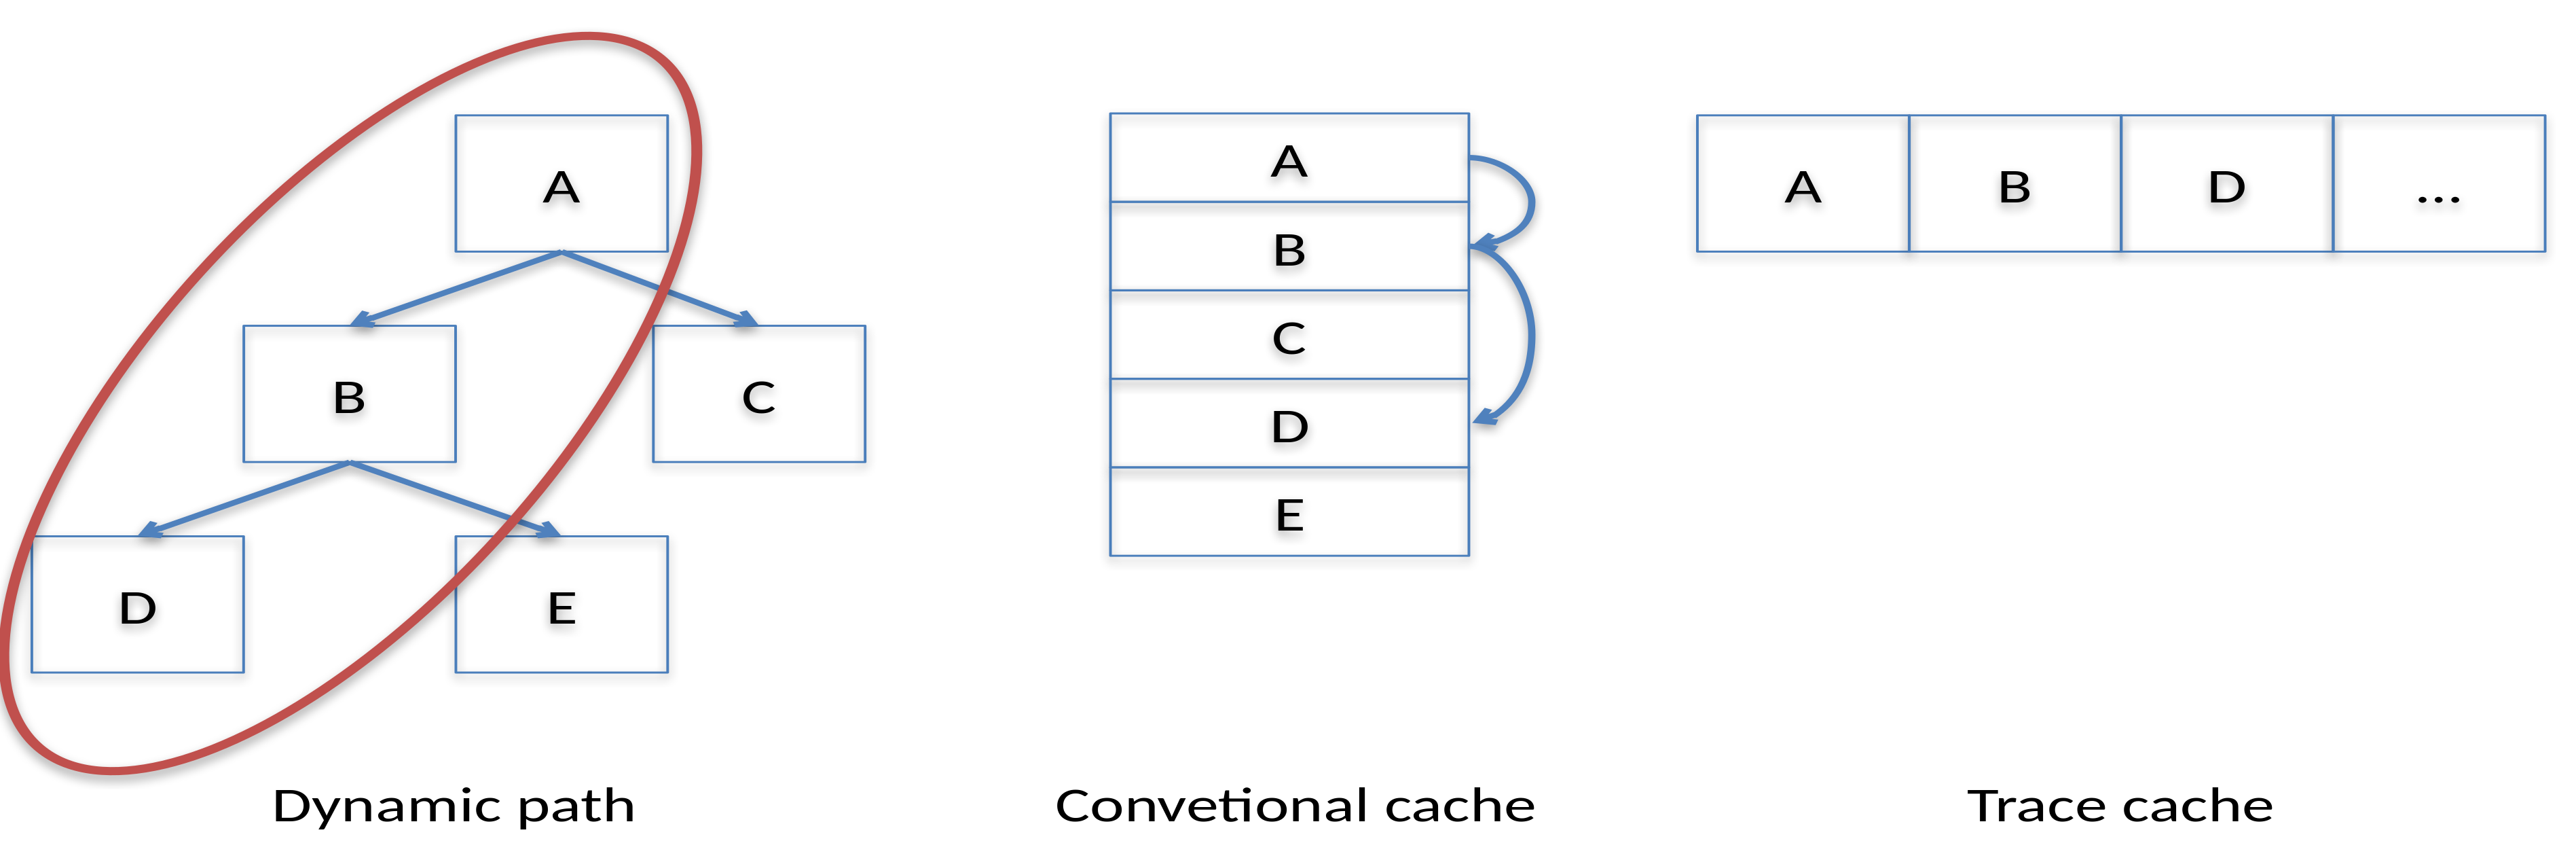 A
B
C
D
E
Dynamic path
A
B
C
D
E
Convetional cache
A B D ...
Trace cache